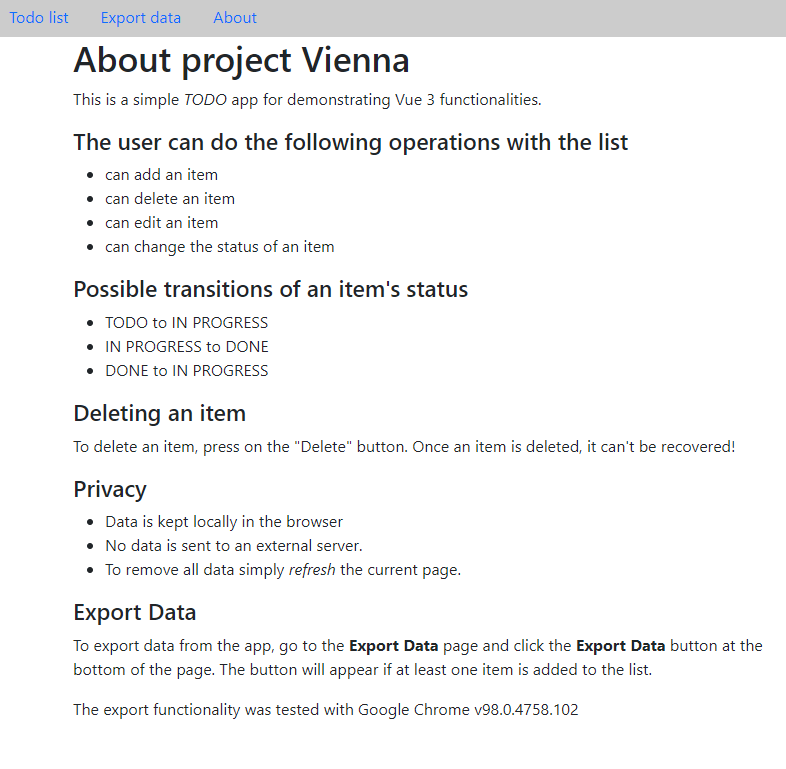 Todo list Export data About
About project Vienna
This is a simple TODO app for demonstrating Vue 3 functionalities.
The user can do the following operations with the list
can add an item
can delete an item
can edit an item
can change the status of an item
Possible transitions of an item's status
TODO to IN PROGRESS
IN PROGRESS to DONE
DONE to IN PROGRESS
Deleting an item
To delete an item, press on the "Delete" button. Once an item is deleted, it can't be recovered!
Privacy
Data is kept locally in the browser
No data is sent to an external server.
To remove all data simply refresh the current page.
Export Data
To export data from the app, go to the Export Data page and click the Export Data button at the
bottom of the page. The button will appear if at least one item is added to the list.
The export functionality was tested with Google Chrome v98.0.4758.102